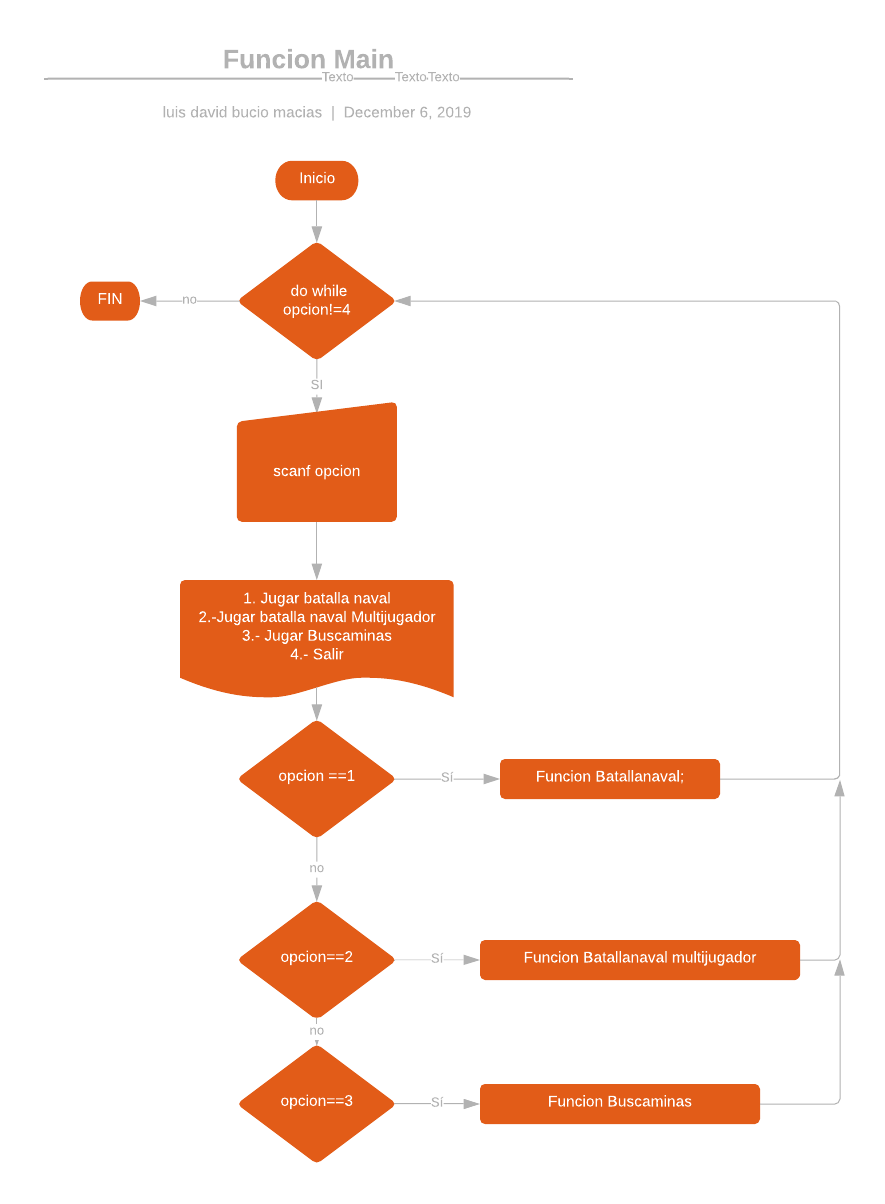 Funcion Main
Texto Texto Texto
luis david bucio macias | December 6, 2019
Inicio
do while
opcion!=4
no
FIN
SI
scanf opcion
1. Jugar batalla naval
2.-Jugar batalla naval Multijugador
3.- Jugar Buscaminas
4.- Salir
opcion ==1
Sí
Funcion Batallanaval;
no
opcion==2
Sí
Funcion Batallanaval multijugador
no
opcion==3
Sí
Funcion Buscaminas